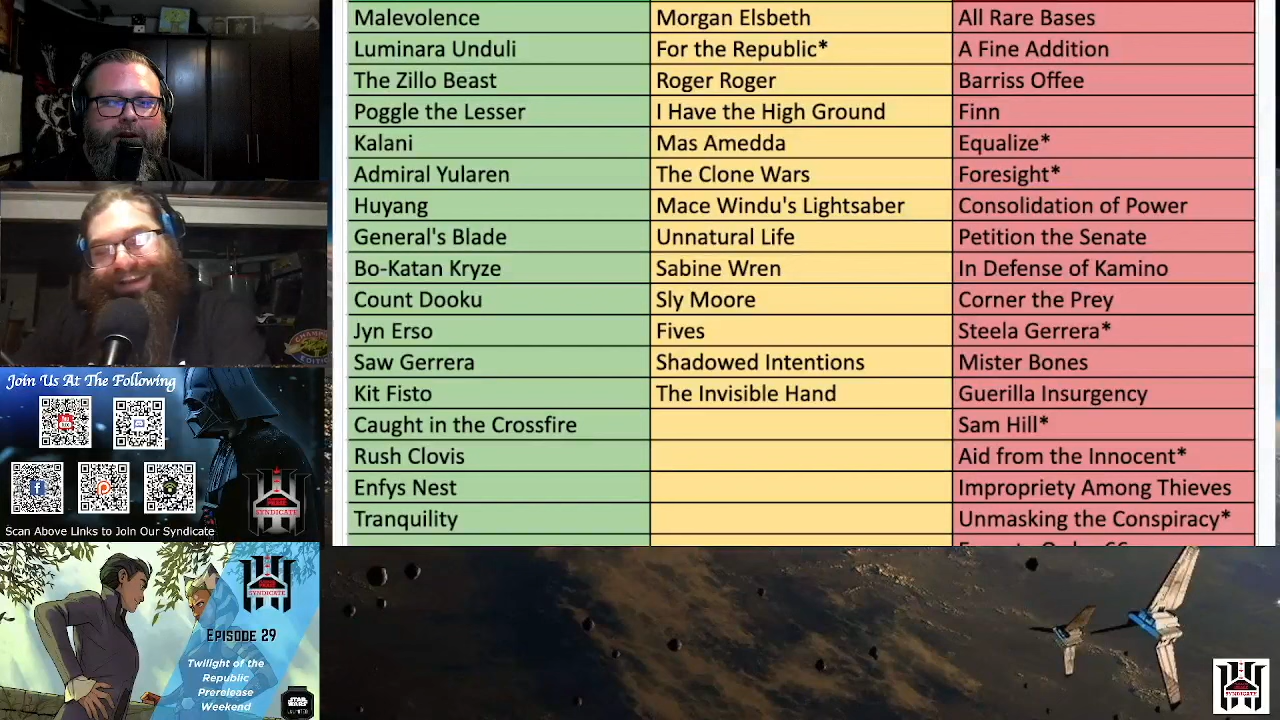 Malevolence
Morgan Elsbeth
All Rare Bases
Luminara Unduli
For the Republic*
A Fine Addition
The Zillo Beast
Roger Roger
Barriss Offee
Poggle the Lesser
I Have the High Ground
Finn
Kalani
Mas Amedda
Equalize*
Admiral Yularen
The Clone Wars
Foresight*
Huyang
Mace Windu's Lightsaber
Consolidation of Power
General's Blade
Unnatural Life
Petition the Senate
Bo-Katan Kryze
Sabine Wren
In Defense of Kamino
Count Dooku
Sly Moore
Corner the Prey
Jyn Erso
Fives
Steela Gerrera*
Saw Gerrera
Shadowed Intentions
Mister Bones
Kit Fisto
The Invisible Hand
Guerilla Insurgency
Caught in the Crossfire
Sam Hill*
Rush Clovis
Aid from the Innocent*
Enfys Nest
Impropriety Among Thieves
Tranquility
Unmasking the Conspiracy*
Join Us At The Following
SYNDICATE
Scan Above Links to Join Our Syndicate
SYNDICATE
Episode 29
Twilight of the
Republic
Prerelease
Weekend
STAR
WARS
SYNDICATE